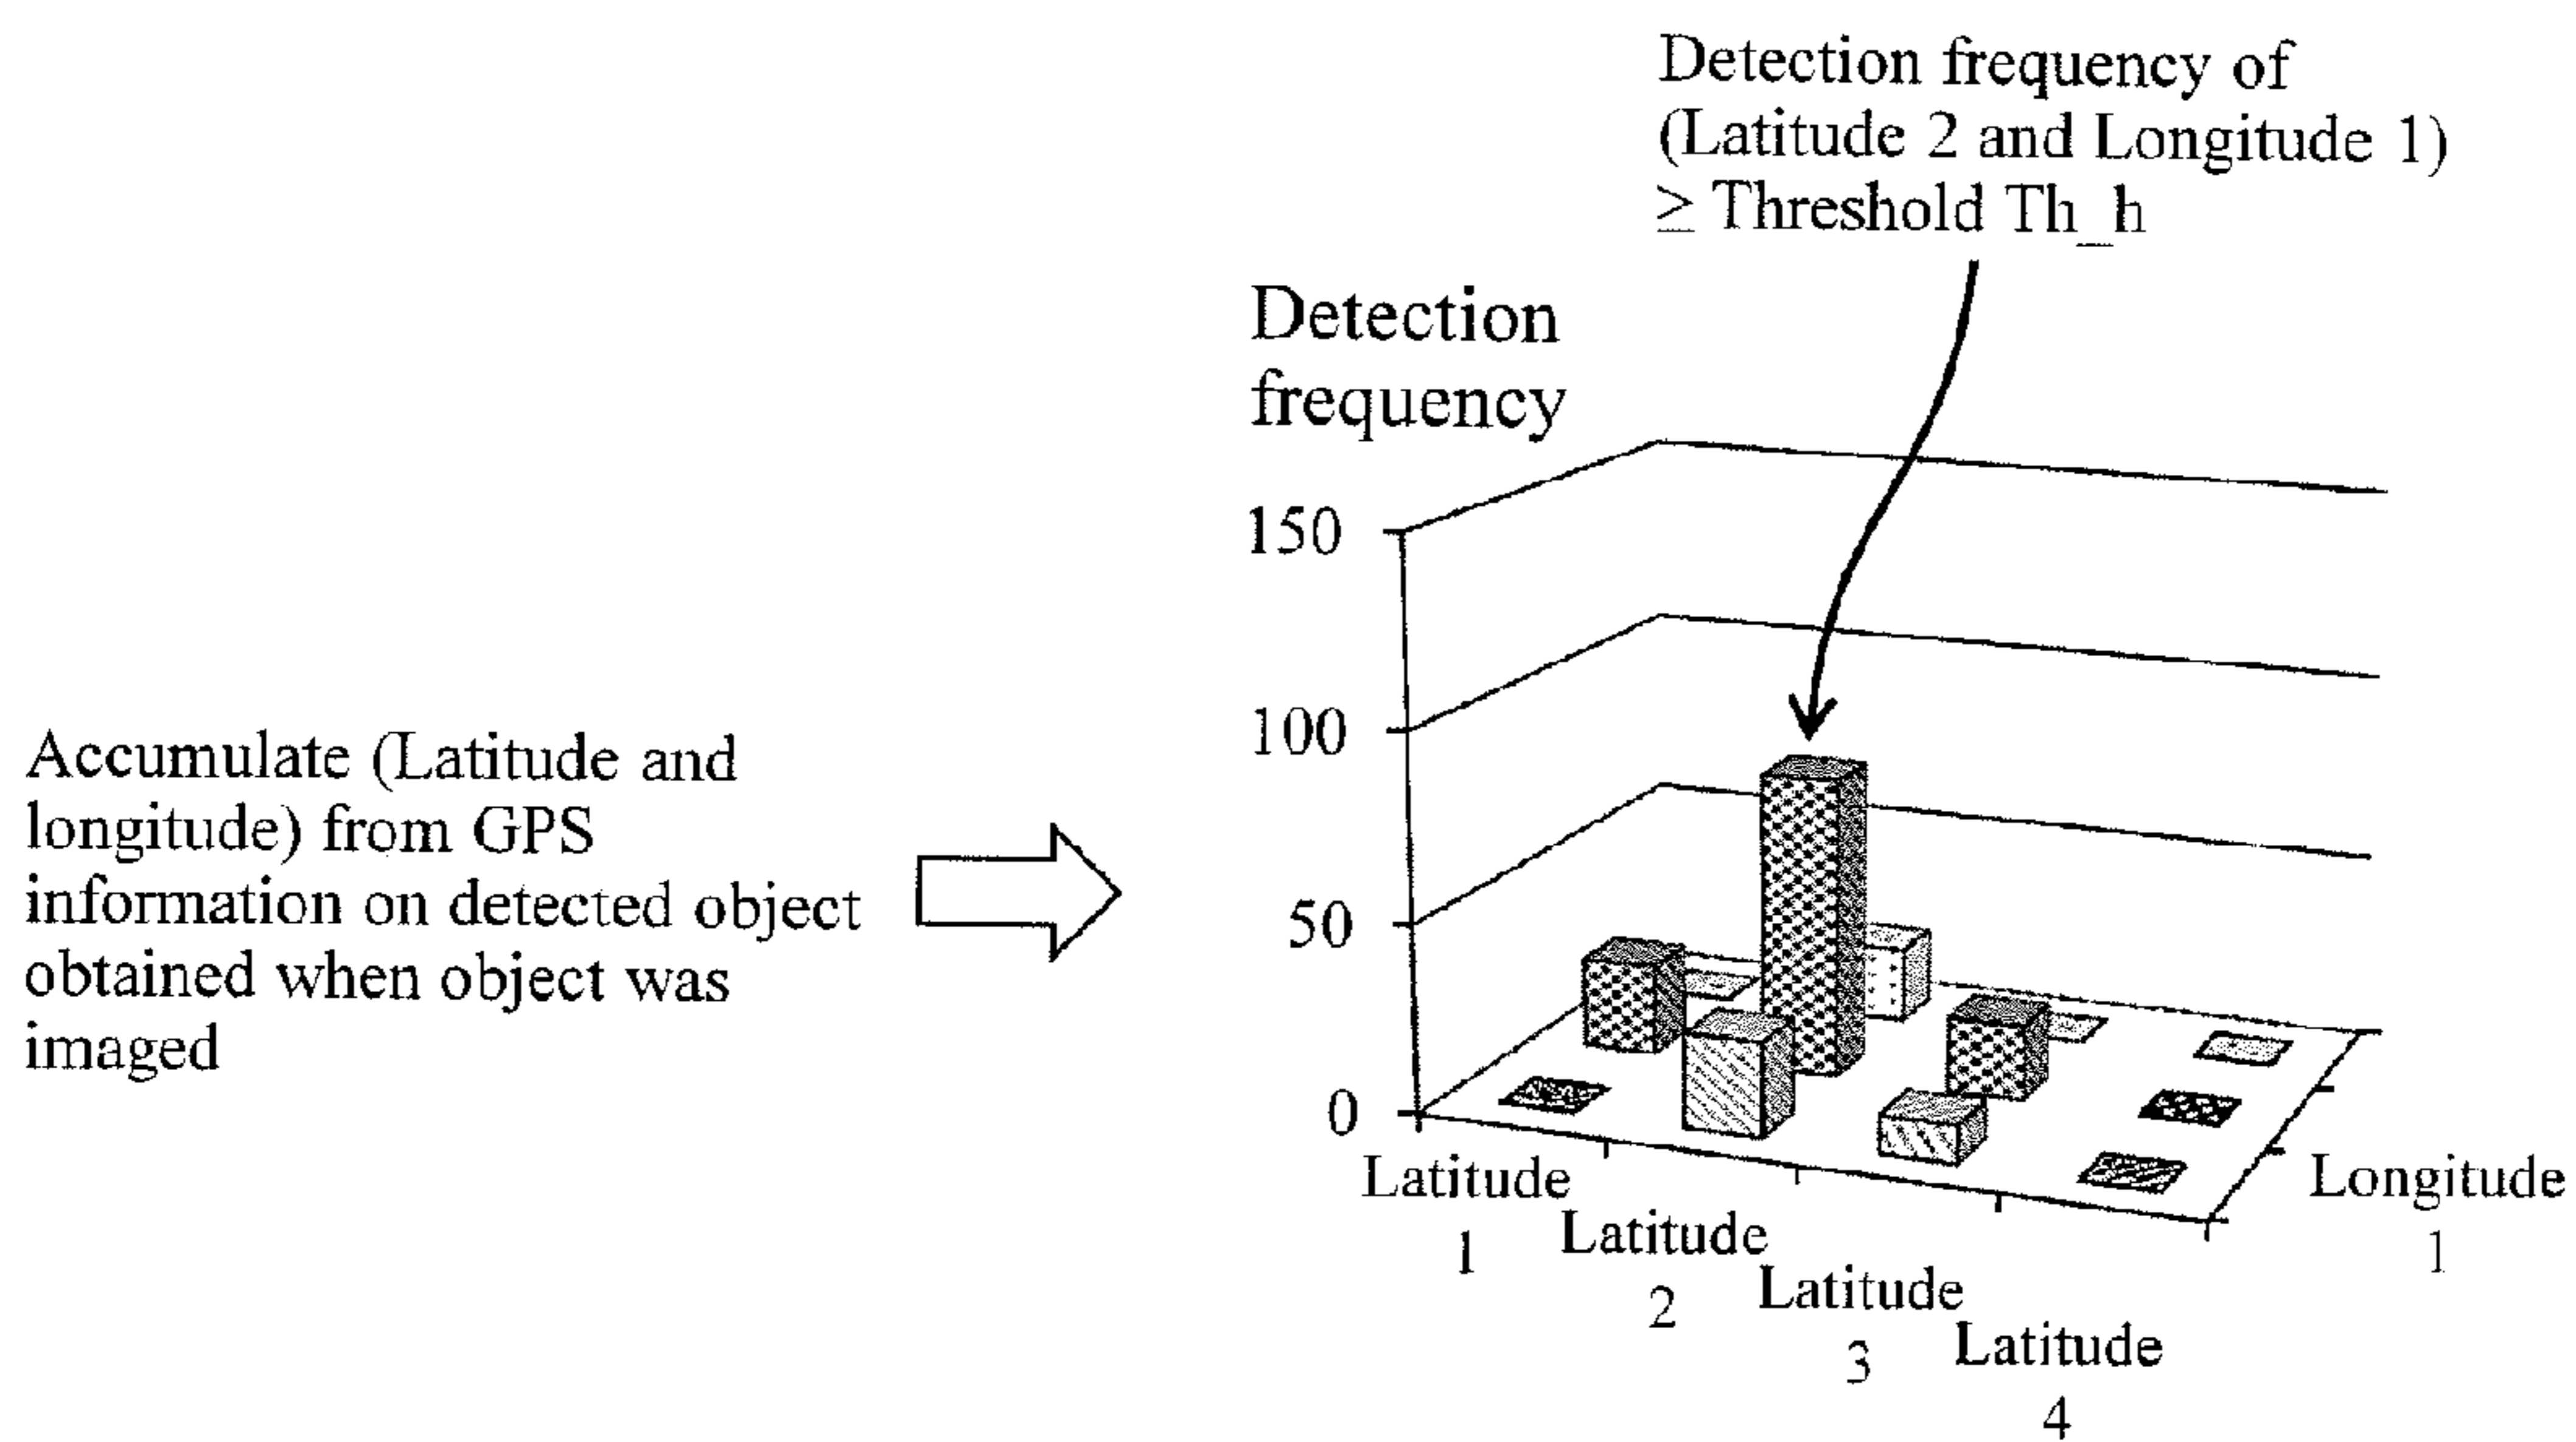 Detection frequency of
(Latitude 2 and Longitude 1)
≥ Threshold Th_h
Detection
frequency
150
100
50
0
Accumulate (Latitude and
longitude) from GPS
information on detected object
obtained when object was
imaged
Latitude
1
Latitude
2
Latitude
3
Latitude
4
Longitude
1